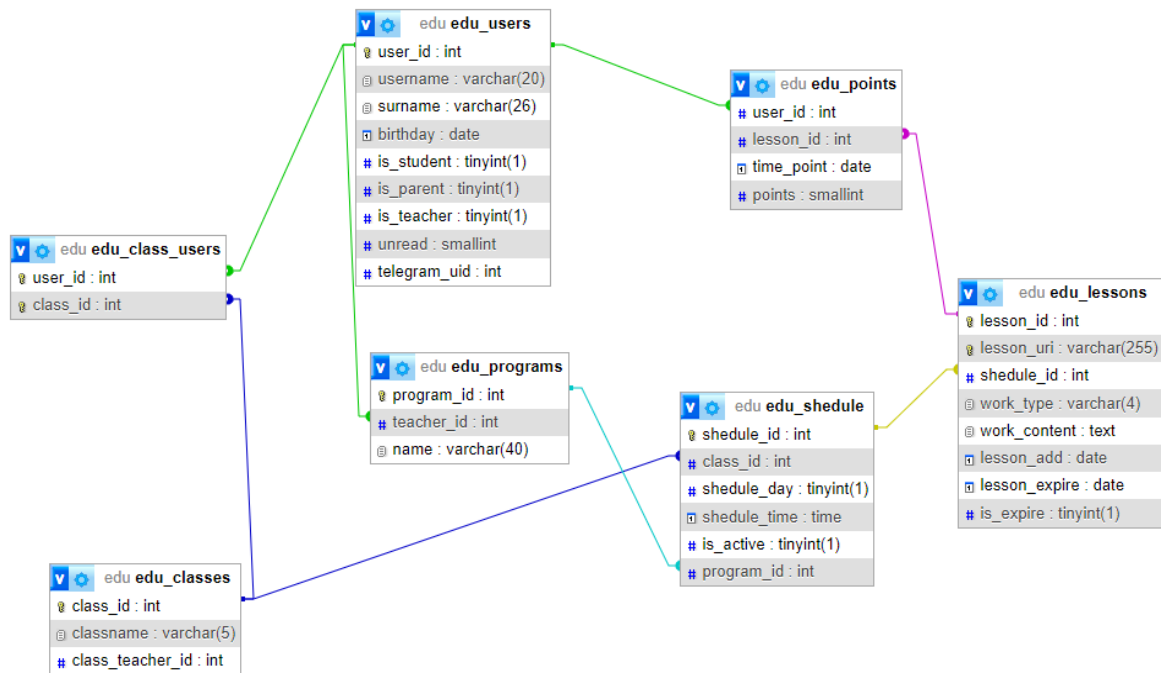 edu edu_users
user_id : int
username : varchar(20)
surname : varchar(26)
birthday : date
is_student : tinyint(1)
is_parent : tinyint(1)
is_teacher : tinyint(1)
unread : smallint
telegram_uid : int
edu edu_points
user_id : int
lesson_id : int
time_point : date
points : smallint
edu edu_class_users
user_id : int
class_id : int
edu edu_lessons
lesson_id : int
lesson_uri : varchar(255)
shedule_id : int
work_type : varchar(4)
work_content : text
lesson_add : date
lesson_expire : date
is_expire : tinyint(1)
edu edu_programs
program_id : int
teacher_id : int
name : varchar(40)
edu edu_shedule
shedule_id : int
class_id : int
shedule_day : tinyint(1)
shedule_time : time
is_active : tinyint(1)
program_id : int
edu edu_classes
class_id : int
classname : varchar(5)
class_teacher_id : int